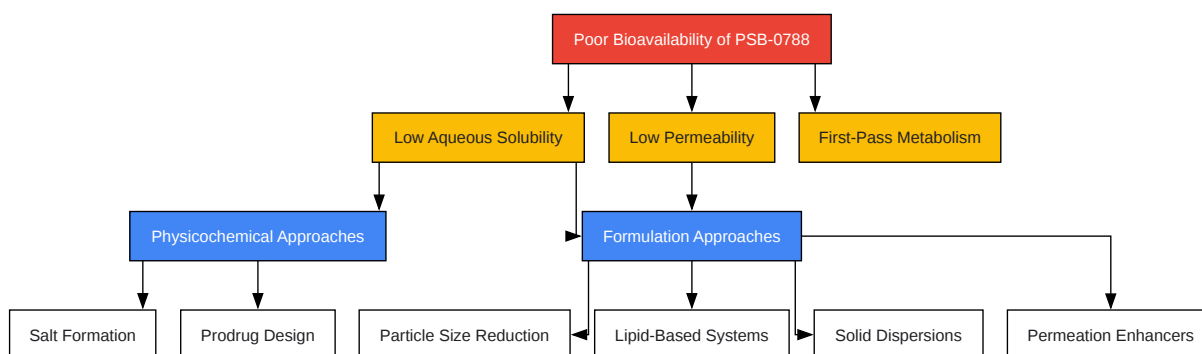 Poor Bioavailability of PSB-0788
Low Aqueous Solubility
Low Permeability
First-Pass Metabolism
Physicochemical Approaches
Formulation Approaches
Salt Formation
Prodrug Design
Particle Size Reduction
Lipid-Based Systems
Solid Dispersions
Permeation Enhancers